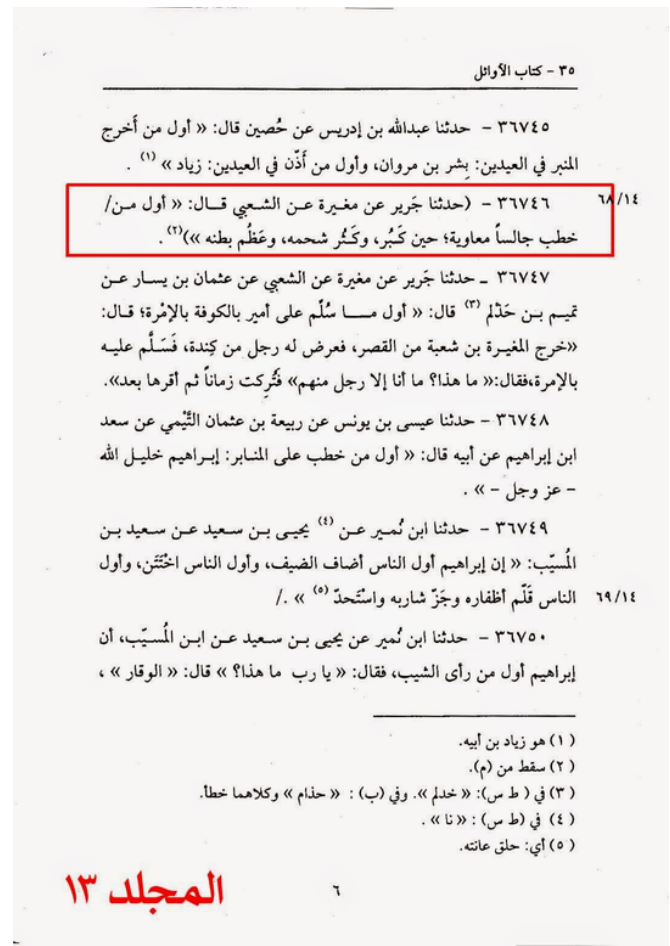 ٣٥ - كتاب الأوائل
٣٦٧٤٥ - حدثنا عبدالله بن إدريس عن حُصين قال: « أول من أَخرج
المنبر في العيدين: بِشر بن مروان، وأول من أَذّن في العيدين: زياد » (١) .
٣٦٧٤٦ - (حدثنا جَرير عن مغيرة عن الشعبي قال: « أول من/ ٦٨/١٤
خطب جالساً معاوية؛ حين كَبُر، وكَثُر شحمه، وعَظُم بطنه »)(٢) .
٣٦٧٤٧ - حدثنا جَرير عن مغيرة عن الشعبي عن عثمان بن يسار عن
تميم بن حَذْلم (٣) قال: « أول ما سُلّم على أمير بالكوفة بالإمْرة؛ قال:
«خرج المغيرة بن شعبة من القصر، فعرض له رجل من كِندة، فَسَلَّم عليه
بالإمرة،فقال:« ما هذا؟ ما أنا إلا رجل منهم» فَتُرِكت زماناً ثم أقرها بعد».
٣٦٧٤٨ - حدثنا عيسى بن يونس عن ربيعة بن عثمان التَّيْمي عن سعد
ابن إبراهيم عن أبيه قال: « أول من خطب على المنابر: إبراهيم خليل الله
- عز وجل - » .
٣٦٧٤٩ - حدثنا ابن نُمير عن (٤) يحيى بن سعيد عن سعيد بن
المُسيّب: « إن إبراهيم أول الناس أضاف الضيف، وأول الناس اخْتَتَن، وأول
الناس قَلّم أظفاره وجَزّ شاربه واسْتَحدّ (٥) » ./ ٦٩/١٤
٣٦٧٥٠ - حدثنا ابن نُمير عن يحيى بن سعيد عن ابن المُسيّب، أن
إبراهيم أول من رأى الشيب، فقال: « يا رب ما هذا؟ » قال: « الوقار » ،
(١) هو زياد بن أبيه.
(٢) سقط من (م).
(٣) في ( ط س): « خدلم ». وفي (ب) : « حذام » وكلاهما خطأ.
(٤) في (ط س) : « نا » .
(٥) أي: حلق عانته.
٦
المجلد ١٣